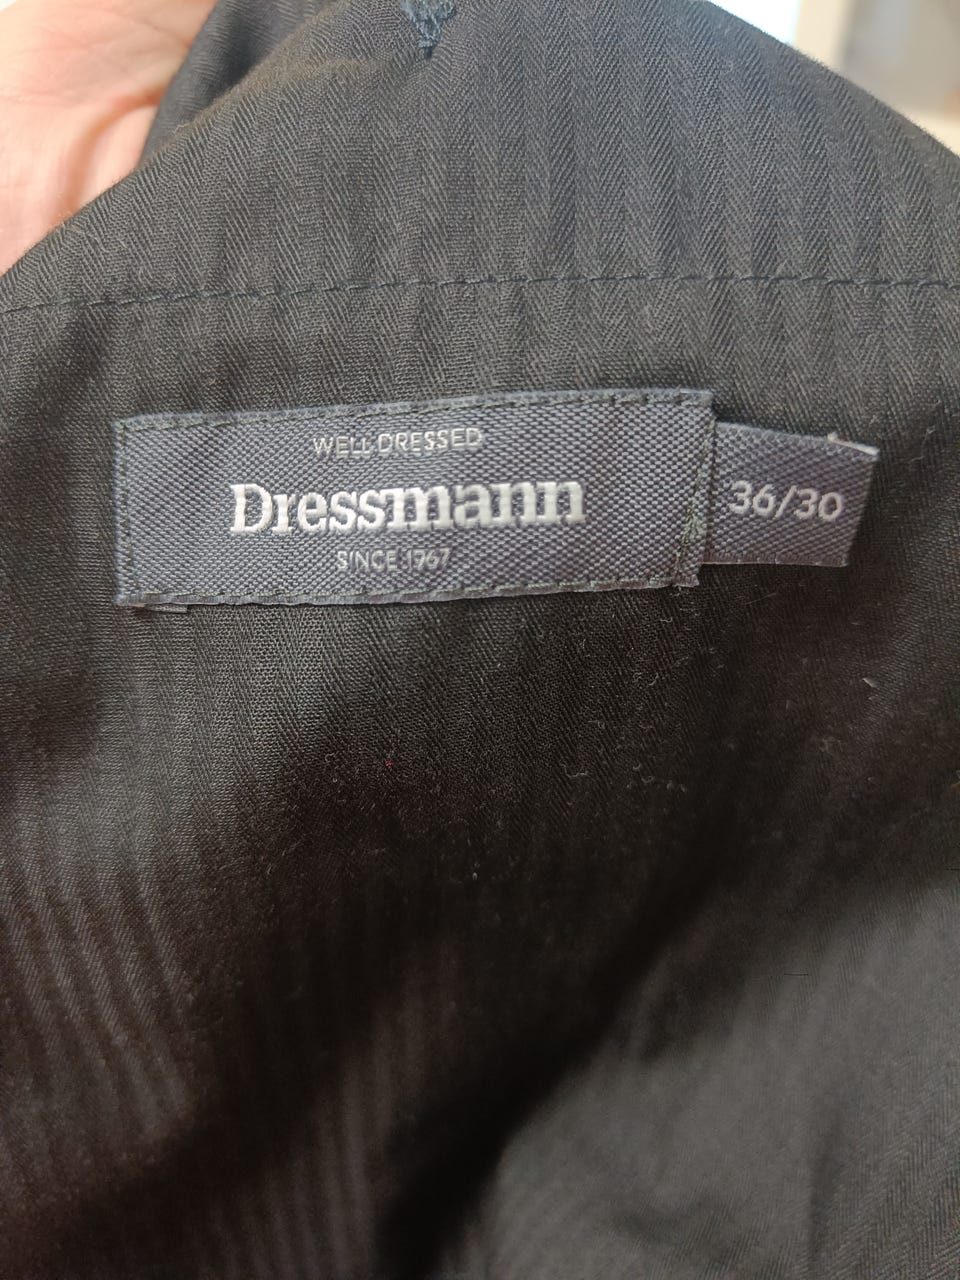 WELL DRESSED
Dressmann
SINCE 1967
36/30